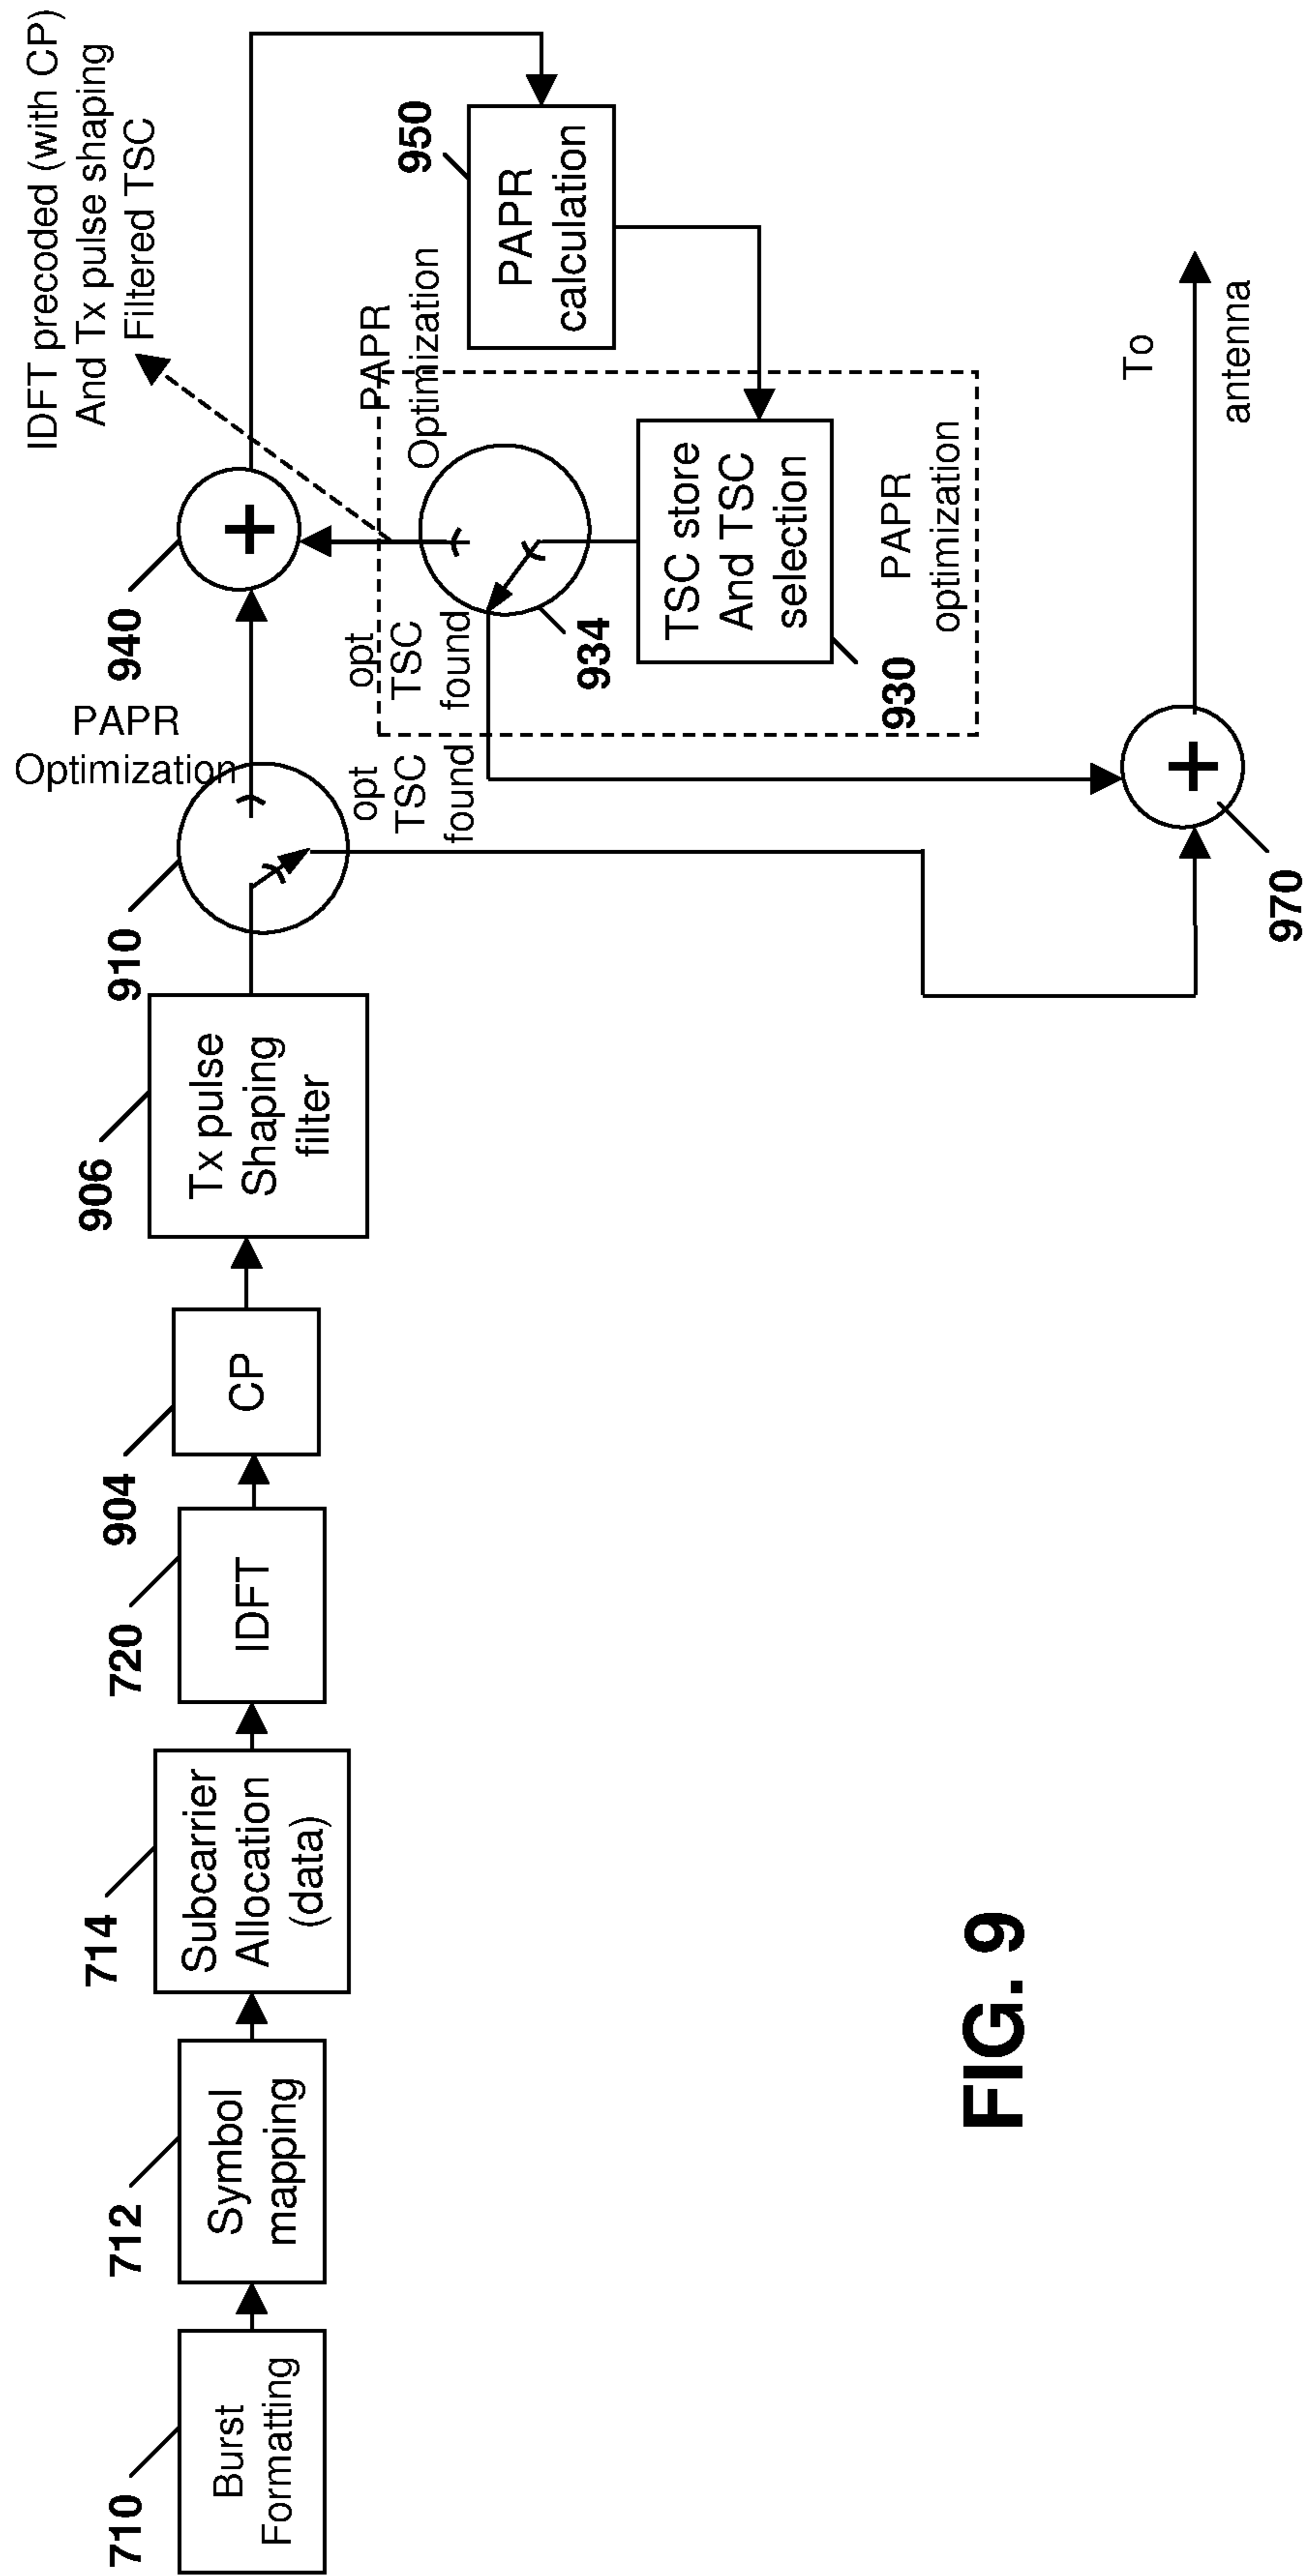 710
Burst
Formatting
712
Symbol
mapping
714
Subcarrier
Allocation
(data)
720
IDFT
904
CP
906
Tx pulse
Shaping
filter
910
PAPR
Optimization
opt
TSC
found
940
IDFT precoded (with CP)
And Tx pulse shaping
Filtered TSC
opt
TSC
found
934
PAPR
Optimization
950
PAPR
calculation
TSC store
And TSC
selection
930
PAPR
optimization
970
To
antenna
FIG. 9